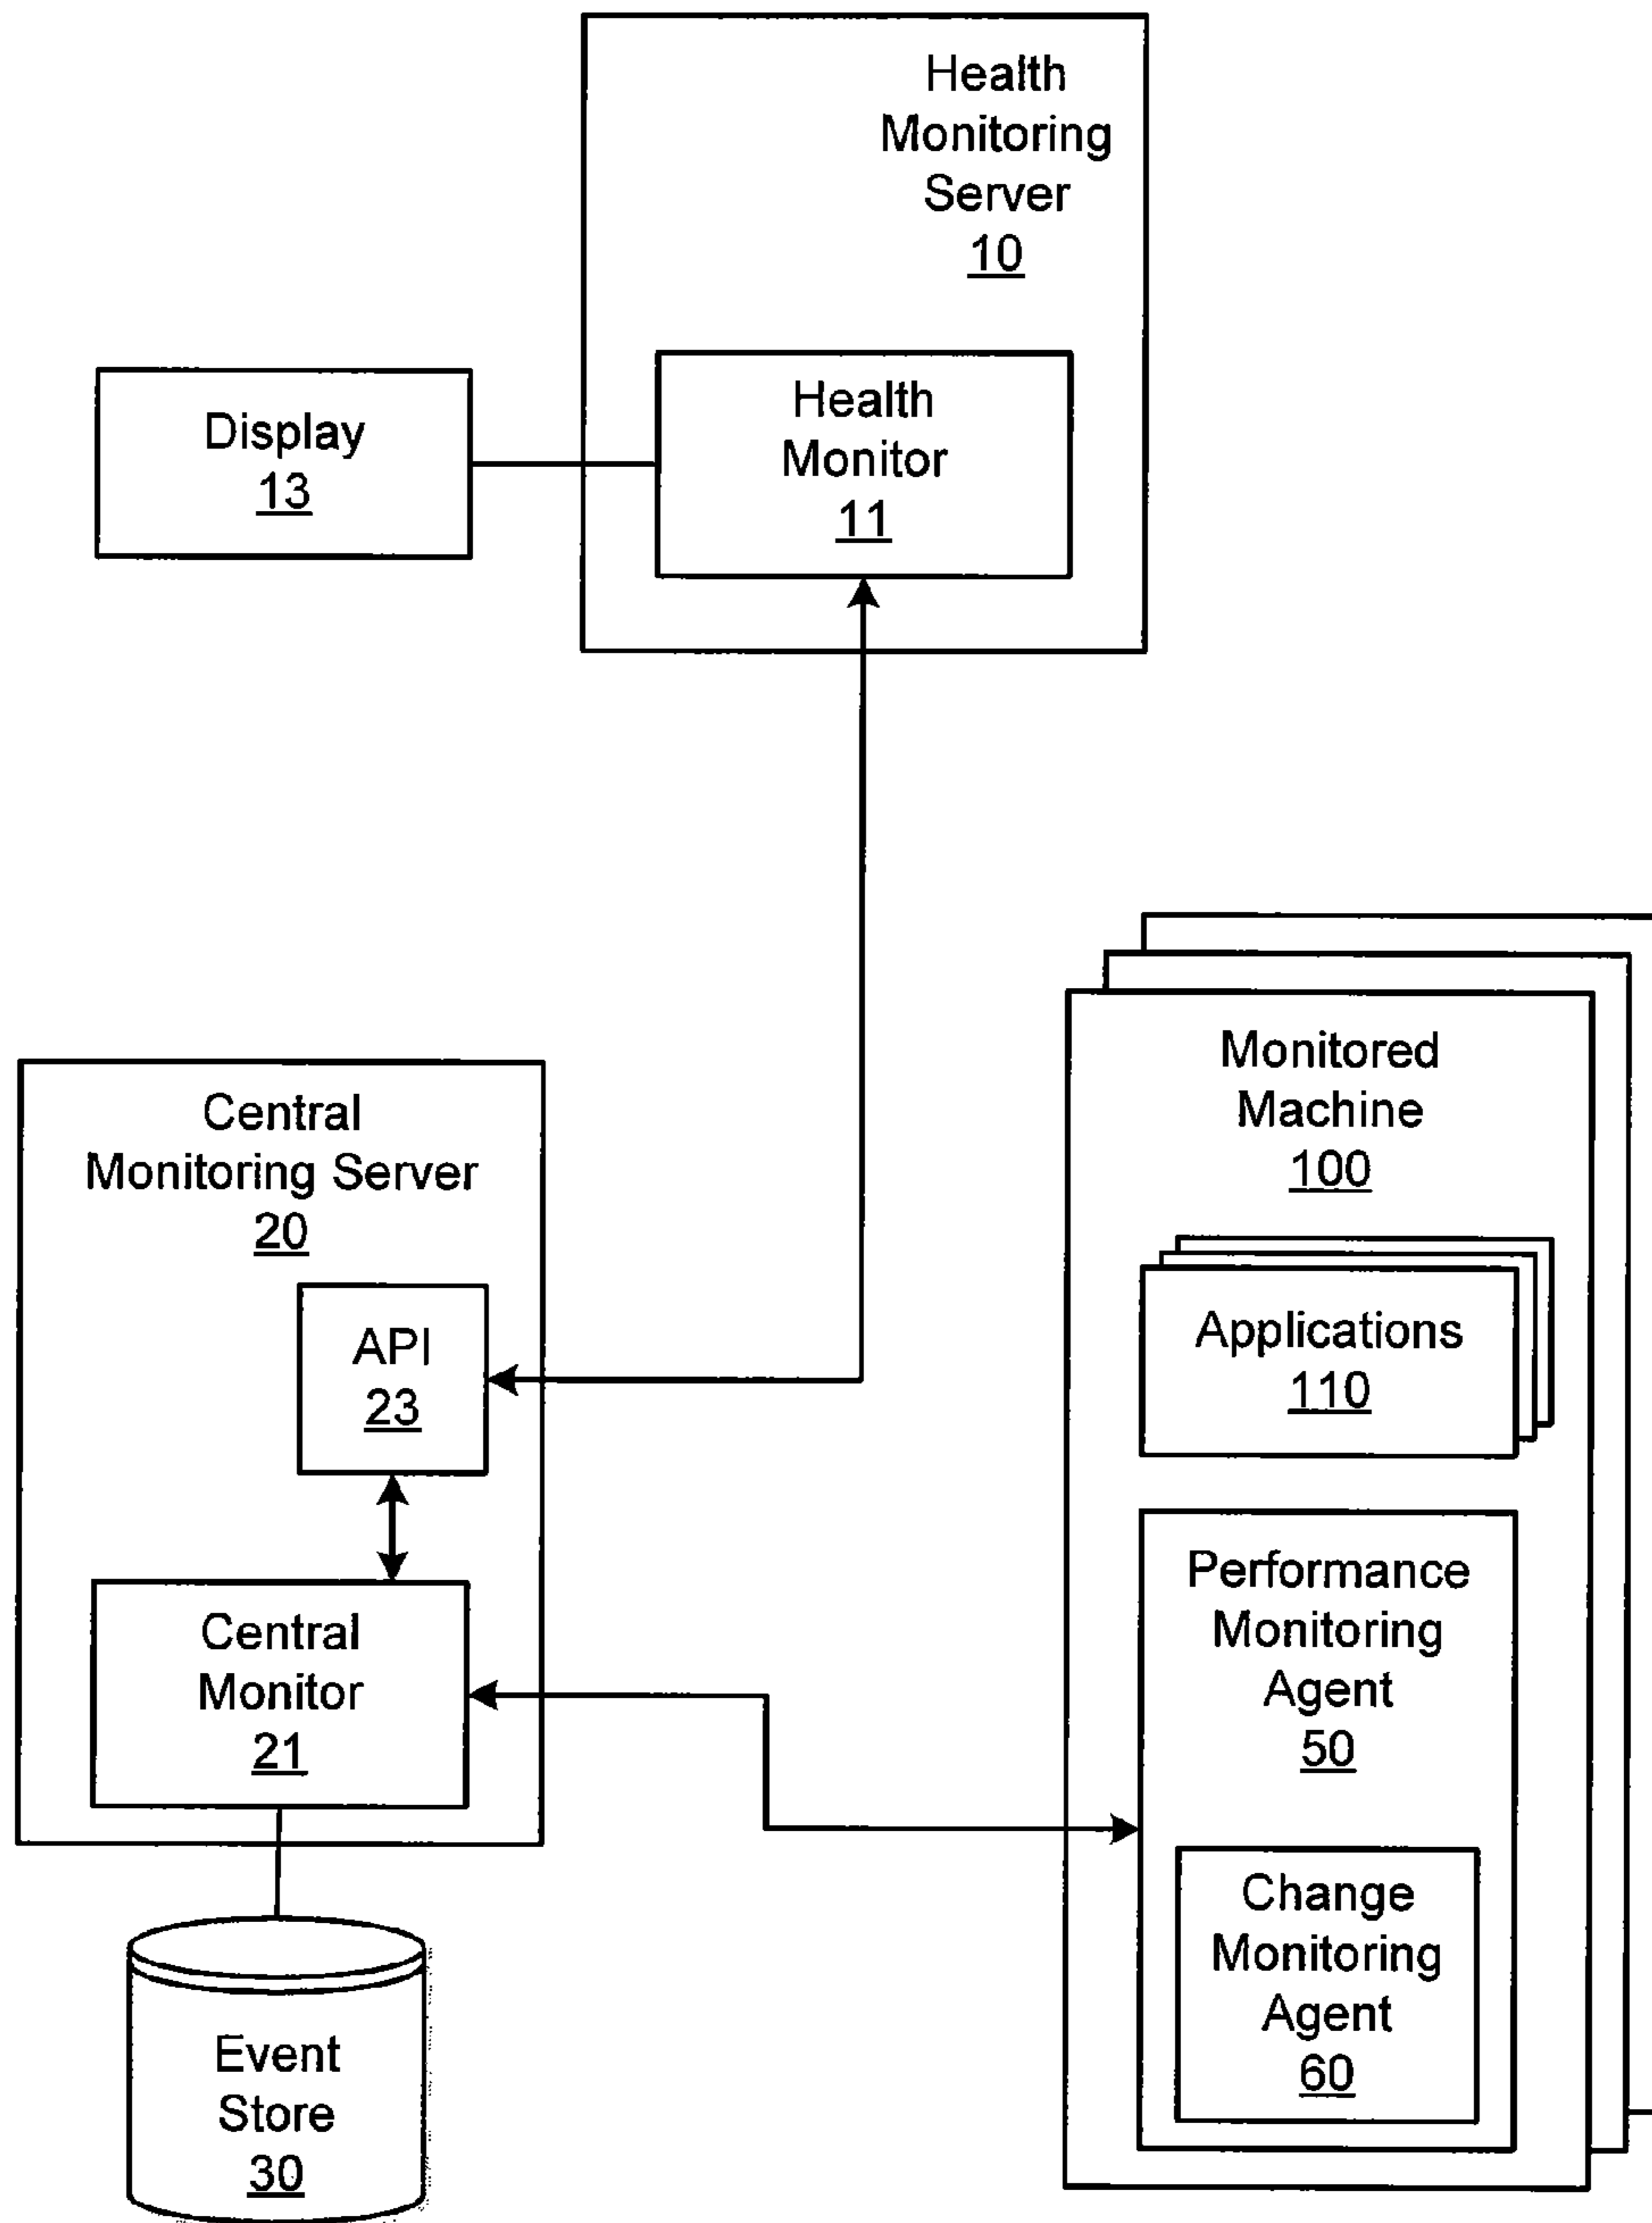 Health
Monitoring
Server
10
Display
13
Health
Monitor
11
Central
Monitoring Server
20
API
23
Central
Monitor
21
Event
Store
30
Monitored
Machine
100
Applications
110
Performance
Monitoring
Agent
50
Change
Monitoring
Agent
60